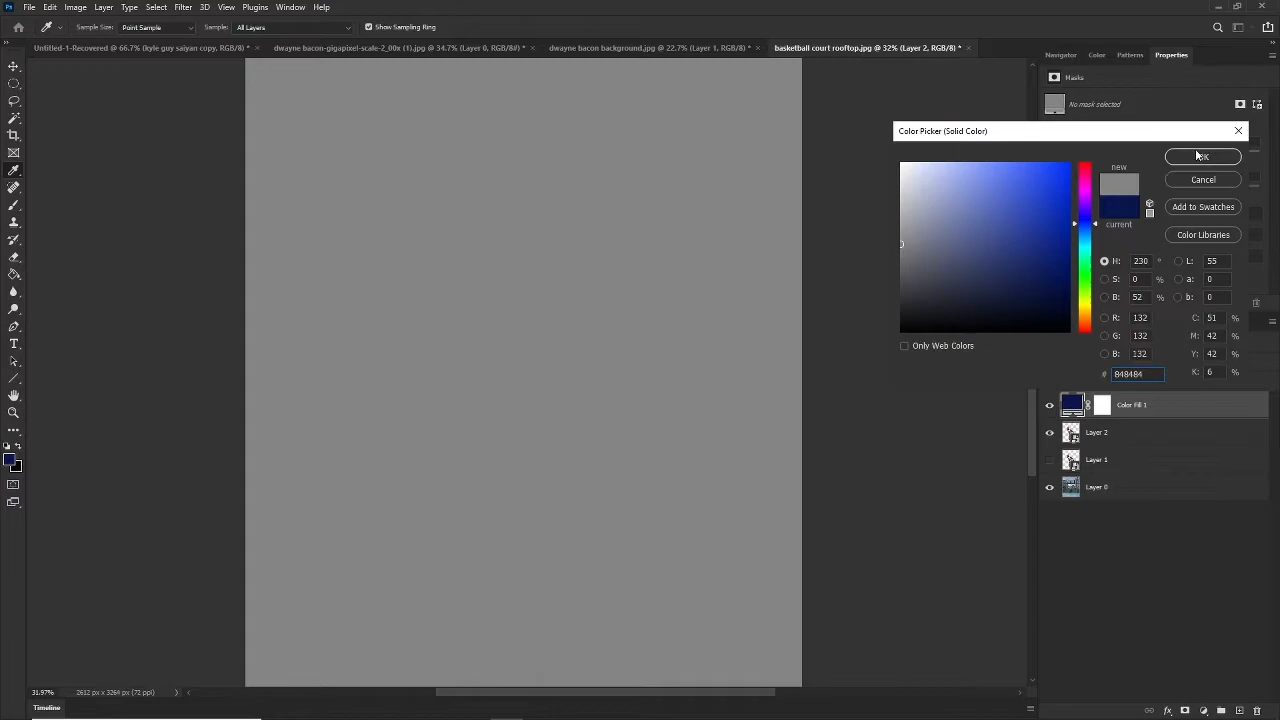 Ps File Edit Image Layer Type Select Filter 3D View Plugins Window Help
Sample Size: Point Sample Sample: All Layers Show Sampling Ring
Untitled-1-Recovered @ 66.7% (kyle guy saiyan copy, RGB/8) * × dwayne bacon-gigapixel-scale-2_00x (1).jpg @ 34.7% (Layer 0, RGB/8#) * × dwayne bacon background.jpg @ 22.7% (Layer 1, RGB/8) * × basketball court rooftop.jpg @ 32% (Layer 2, RGB/8) * ×
Navigator Color Patterns Properties
Masks
No mask selected
Color Picker (Solid Color)
new
current
Cancel
Add to Swatches
Color Libraries
H: 230 ° L: 55
S: 0 % a: 0
B: 52 % b: 0
R: 132 C: 51 %
G: 132 M: 42 %
B: 132 Y: 42 %
# 848484 K: 6 %
Only Web Colors
Color Fill 1
Layer 2
Layer 1
Layer 0
31.97% 2612 px x 3264 px (72 ppi)
Timeline